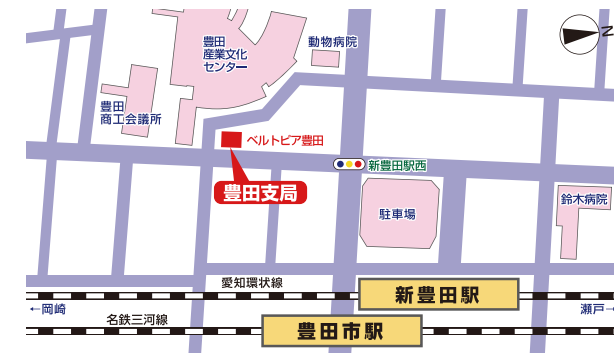 豊田
産業文化
センター
動物病院
N
豊田
商工会議所
ベルトピア豊田
新豊田駅西
豊田支局
鈴木病院
駐車場
愛知環状線
新豊田駅
←岡崎
瀬戸→
名鉄三河線
豊田市駅